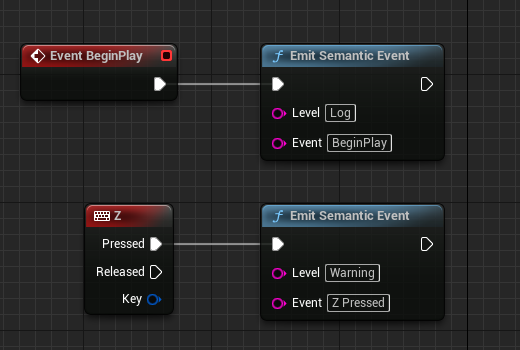 Event BeginPlay
Emit Semantic Event
Level Log
Event BeginPlay
Z
Emit Semantic Event
Pressed
Released
Key
Level Warning
Event Z Pressed